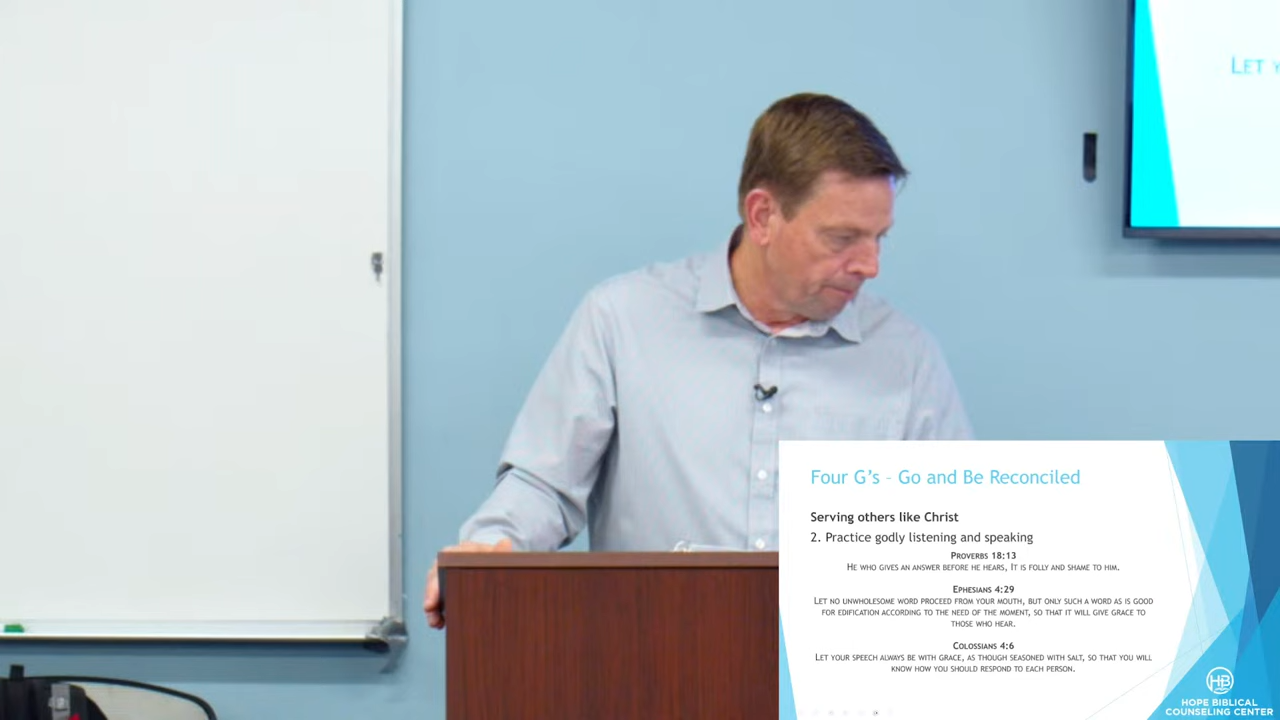 LET
Four G's – Go and Be Reconciled
Serving others like Christ
2. Practice godly listening and speaking
PROVERBS 18:13
HE WHO GIVES AN ANSWER BEFORE HE HEARS, IT IS FOLLY AND SHAME TO HIM.
EPHESIANS 4:29
LET NO UNWHOLESOME WORD PROCEED FROM YOUR MOUTH, BUT ONLY SUCH A WORD AS IS GOOD
FOR EDIFICATION ACCORDING TO THE NEED OF THE MOMENT, SO THAT IT WILL GIVE GRACE TO
THOSE WHO HEAR.
COLOSSIANS 4:6
LET YOUR SPEECH ALWAYS BE WITH GRACE, AS THOUGH SEASONED WITH SALT, SO THAT YOU WILL
KNOW HOW YOU SHOULD RESPOND TO EACH PERSON.
HB
HOPE BIBLICAL
COUNSELING CENTER